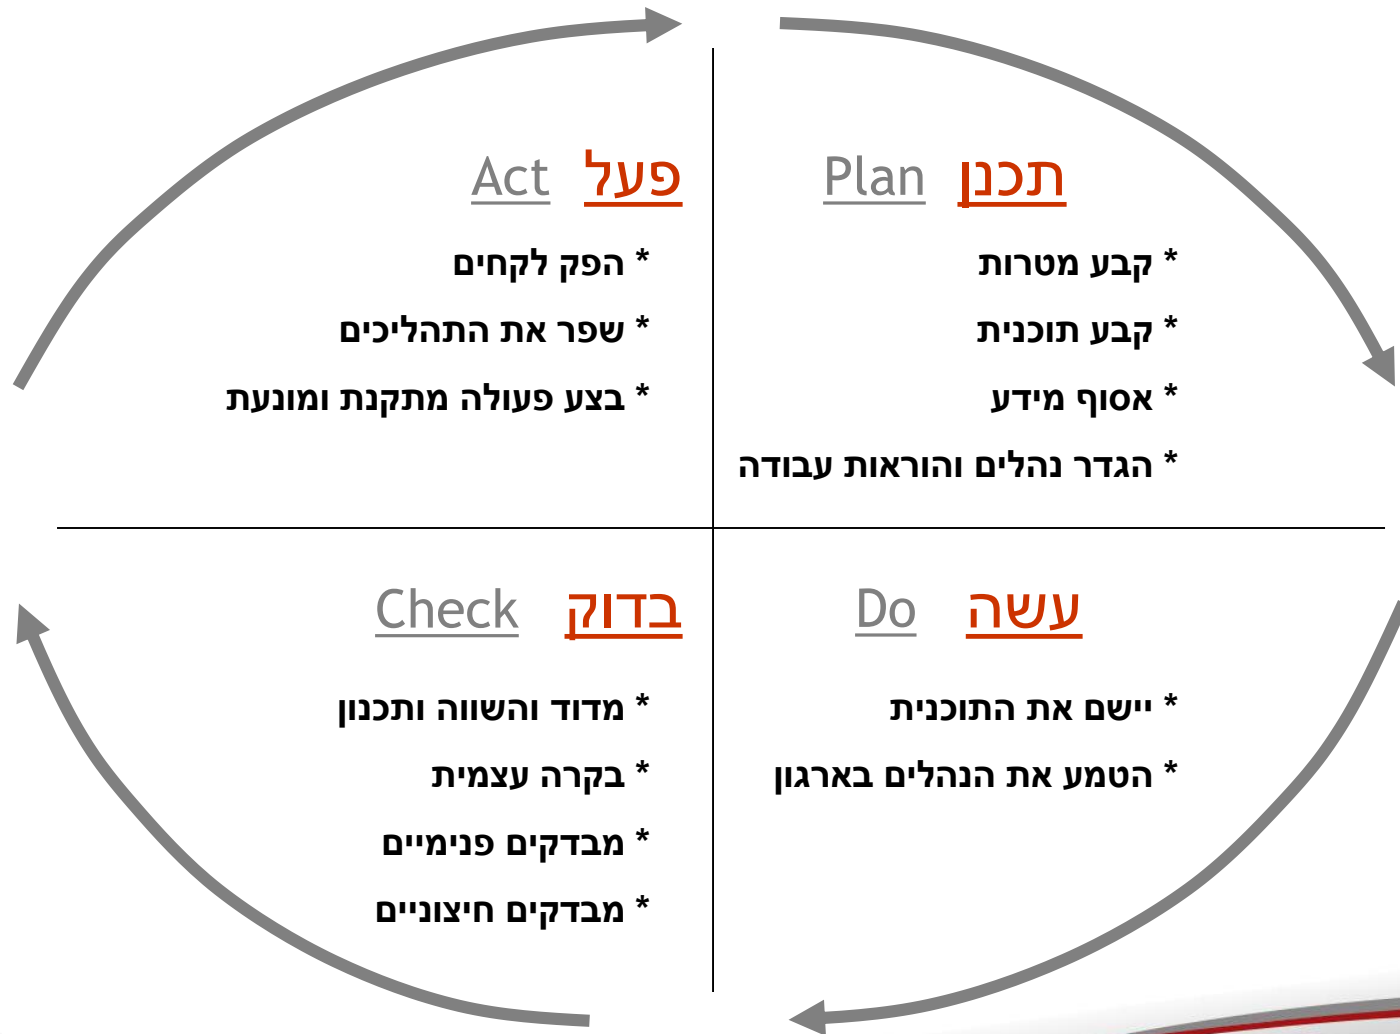 תכנן Plan
* קבע מטרות
* קבע תוכנית
* אסוף מידע
* הגדר נהלים והוראות עבודה
פעל Act
* הפק לקחים
* שפר את התהליכים
* בצע פעולה מתקנת ומונעת
עשה Do
* יישם את התוכנית
* הטמע את הנהלים בארגון
בדוק Check
* מדוד והשווה ותכנון
* בקרה עצמית
* מבדקים פנימיים
* מבדקים חיצוניים